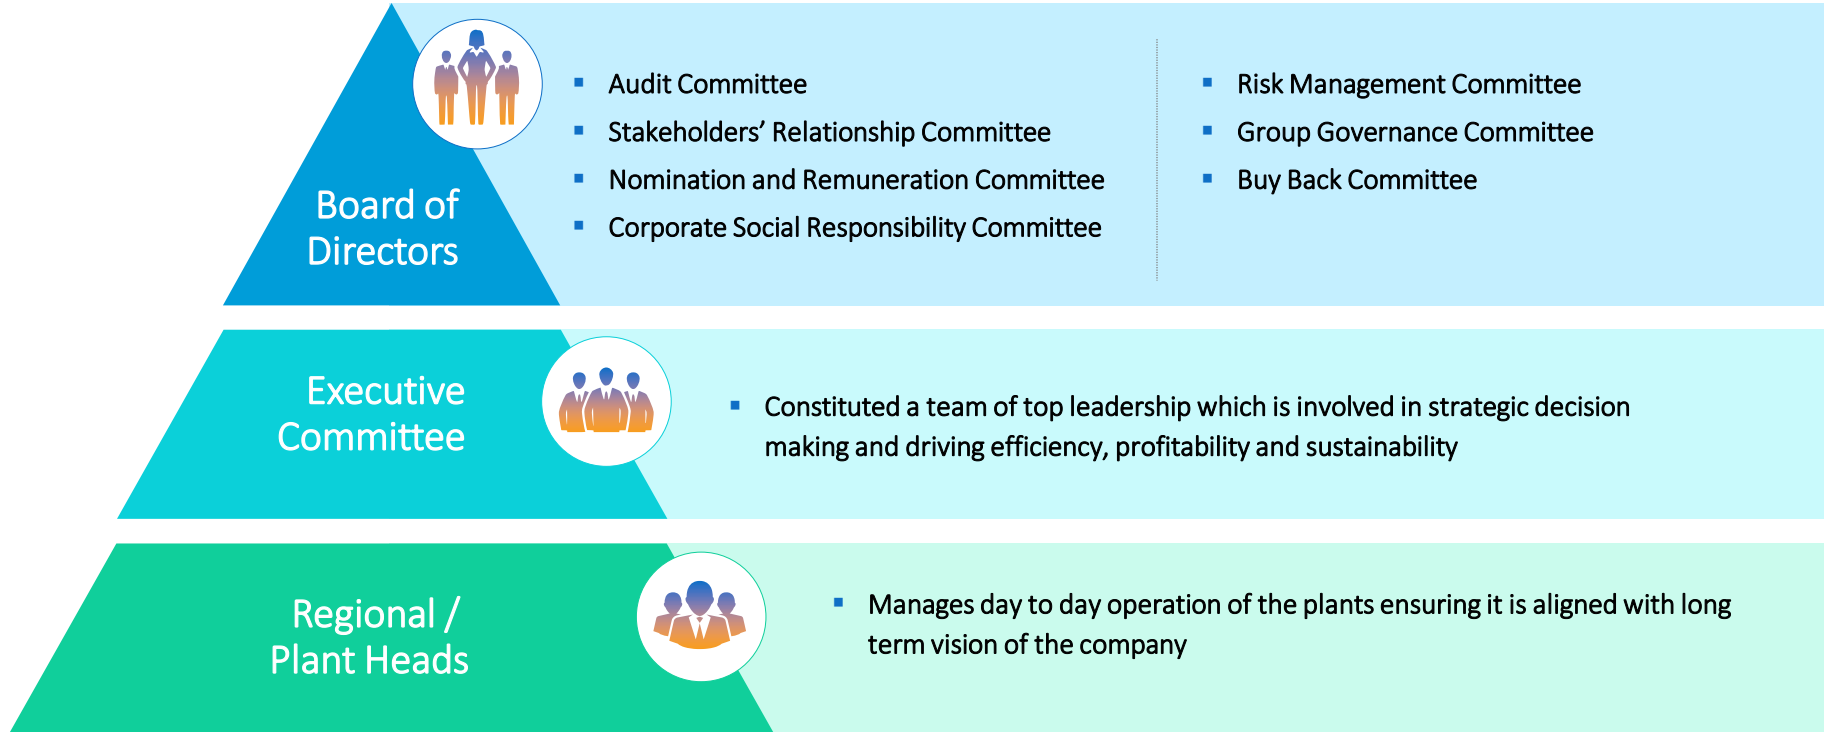 Board of
Directors
Audit Committee
Stakeholders’ Relationship Committee
Nomination and Remuneration Committee
Corporate Social Responsibility Committee
Risk Management Committee
Group Governance Committee
Buy Back Committee
Executive
Committee
Constituted a team of top leadership which is involved in strategic decision
making and driving efficiency, profitability and sustainability
Regional /
Plant Heads
Manages day to day operation of the plants ensuring it is aligned with long
term vision of the company